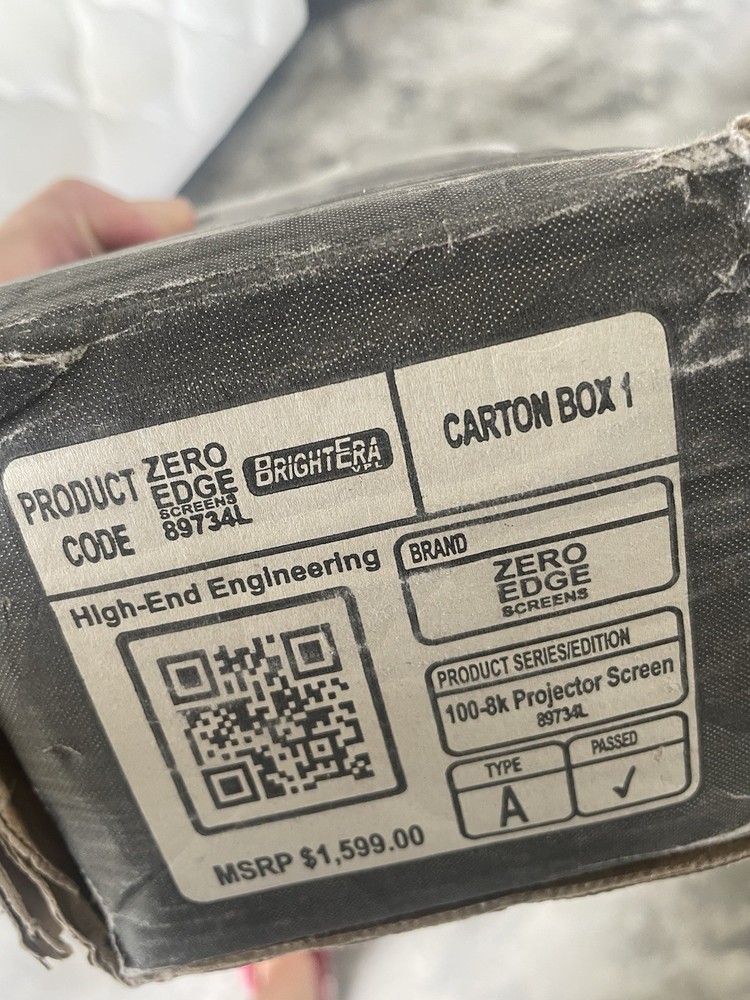 PRODUCT CODE
ZERO
EDGE
SCREENS
89734L
BRIGHTERA
VPL
CARTON BOX 1
High-End Engineering
BRAND
ZERO
EDGE
SCREENS
PRODUCT SERIES/EDITION
100-8k Projector Screen
89734L
TYPE
A
PASSED
✓
MSRP $1,599.00